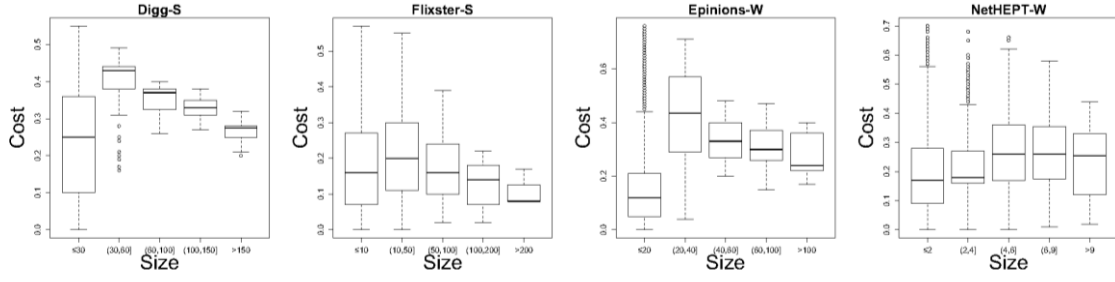 Digg-S
Cost
0.0 0.1 0.2 0.3 0.4 0.5
≤30 (30,60] (60,100] (100,150] >150
Size
Flixster-S
Cost
0.0 0.1 0.2 0.3 0.4 0.5
≤10 (10,50] (50,100] (100,200] >200
Size
Epinions-W
Cost
0.0 0.2 0.4 0.6
≤20 (20,40] (40,60] (60,100] >100
Size
NetHEPT-W
Cost
0.0 0.1 0.2 0.3 0.4 0.5 0.6 0.7
≤2 (2,4] (4,6] (6,9] >9
Size